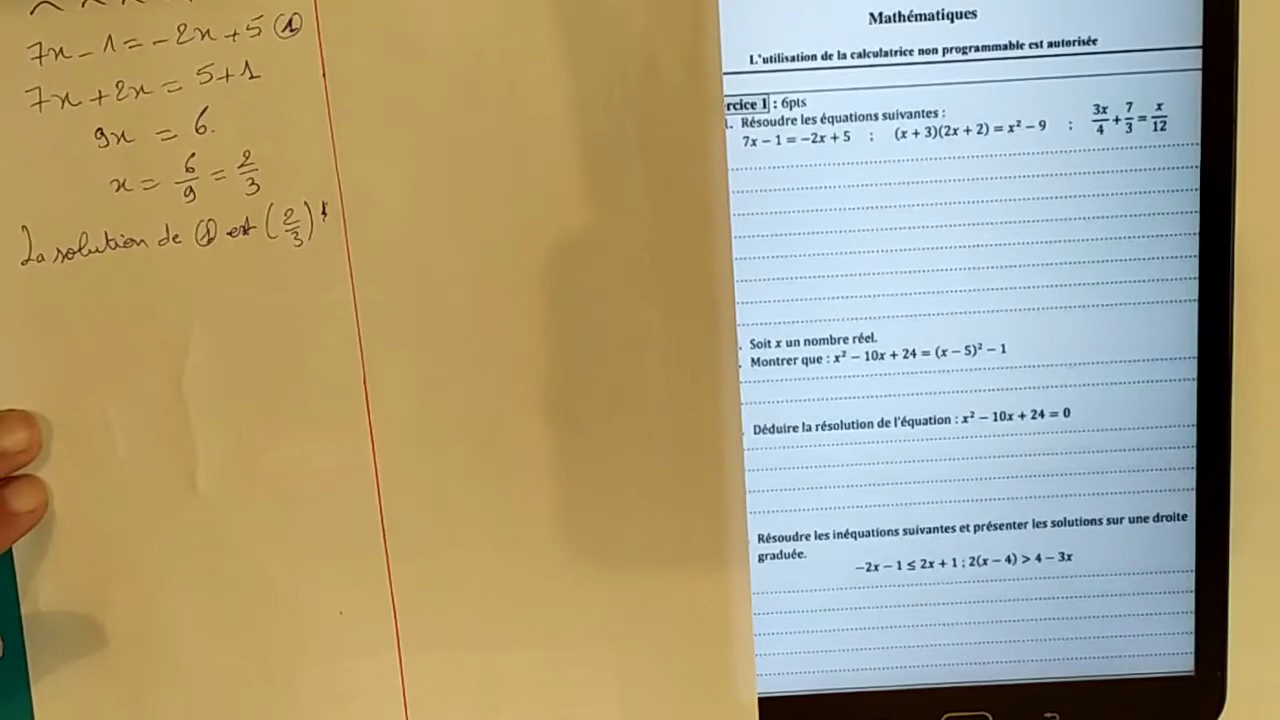 7x - 1 = -2x + 5 ①
7x + 2x = 5 + 1
9x = 6.
x = 6/9 = 2/3
La solution de ① est (2/3)
Mathématiques
L'utilisation de la calculatrice non programmable est autorisée
rcice 1 : 6pts
1. Résoudre les équations suivantes :
7x − 1 = −2x + 5 ; (x + 3)(2x + 2) = x² − 9 ; 3x/4 + 7/3 = x/12
. Soit x un nombre réel.
. Montrer que : x² − 10x + 24 = (x − 5)² − 1
. Déduire la résolution de l'équation : x² − 10x + 24 = 0
. Résoudre les inéquations suivantes et présenter les solutions sur une droite
graduée.
−2x − 1 ≤ 2x + 1 ; 2(x − 4) > 4 − 3x